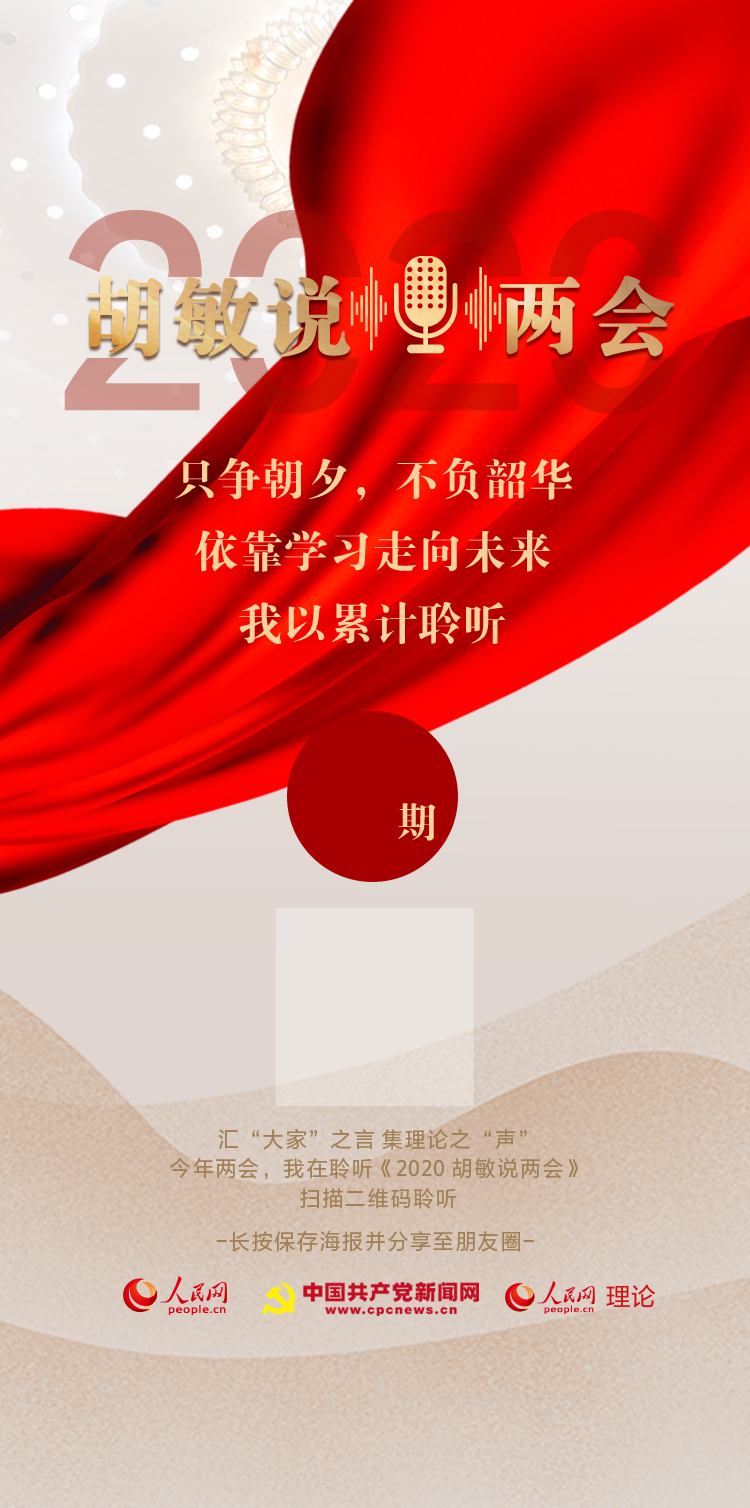 2020
胡敏说两会
只争朝夕，不负韶华
依靠学习走向未来
我以累计聆听
期
汇“大家”之言 集理论之“声”
今年两会，我在聆听《2020 胡敏说两会》
扫描二维码聆听
-长按保存海报并分享至朋友圈-
人民网 中国共产党新闻网 人民网 理论
people.cn www.cpcnews.cn people.cn